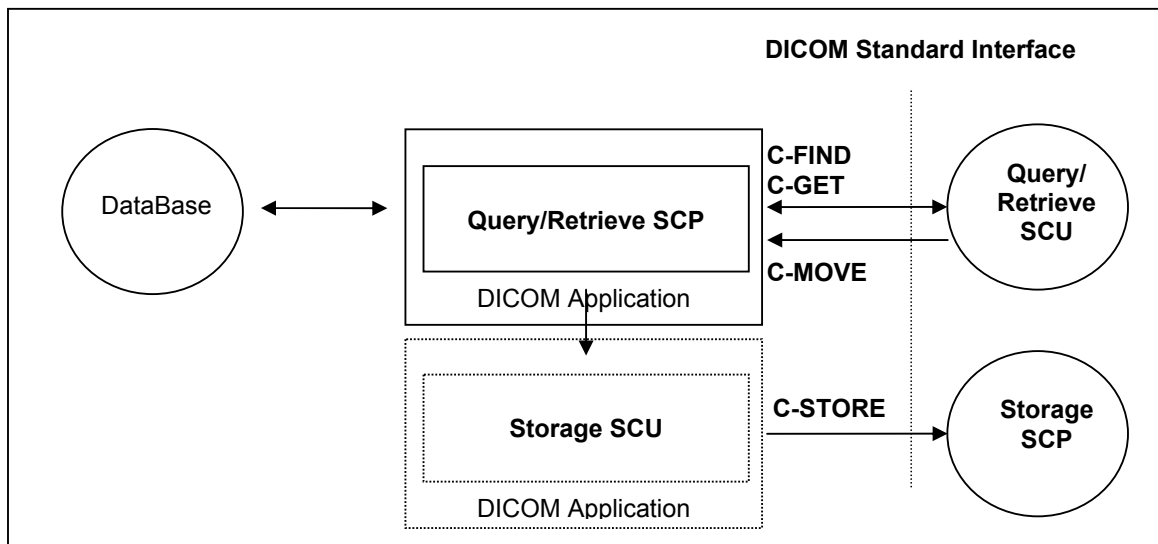 DICOM Standard Interface
DataBase
Query/Retrieve SCP
DICOM Application
C-FIND
C-GET
C-MOVE
Query/
Retrieve
SCU
Storage SCU
DICOM Application
C-STORE
Storage
SCP